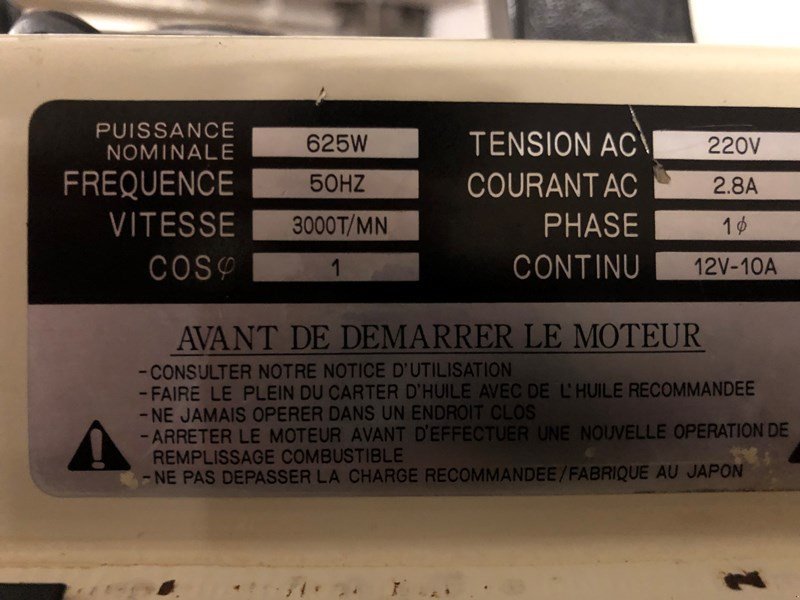 PUISSANCE NOMINALE 625W
FREQUENCE 50HZ
VITESSE 3000T/MN
COSφ 1
TENSION AC 220V
COURANT AC 2.8A
PHASE 1ϕ
CONTINU 12V-10A
AVANT DE DEMARRER LE MOTEUR
-CONSULTER NOTRE NOTICE D'UTILISATION
-FAIRE LE PLEIN DU CARTER D'HUILE AVEC DE L'HUILE RECOMMANDEE
-NE JAMAIS OPERER DANS UN ENDROIT CLOS
-ARRETER LE MOTEUR AVANT D'EFFECTUER UNE NOUVELLE OPERATION DE
REMPLISSAGE COMBUSTIBLE
-NE PAS DEPASSER LA CHARGE RECOMMANDEE/FABRIQUE AU JAPON